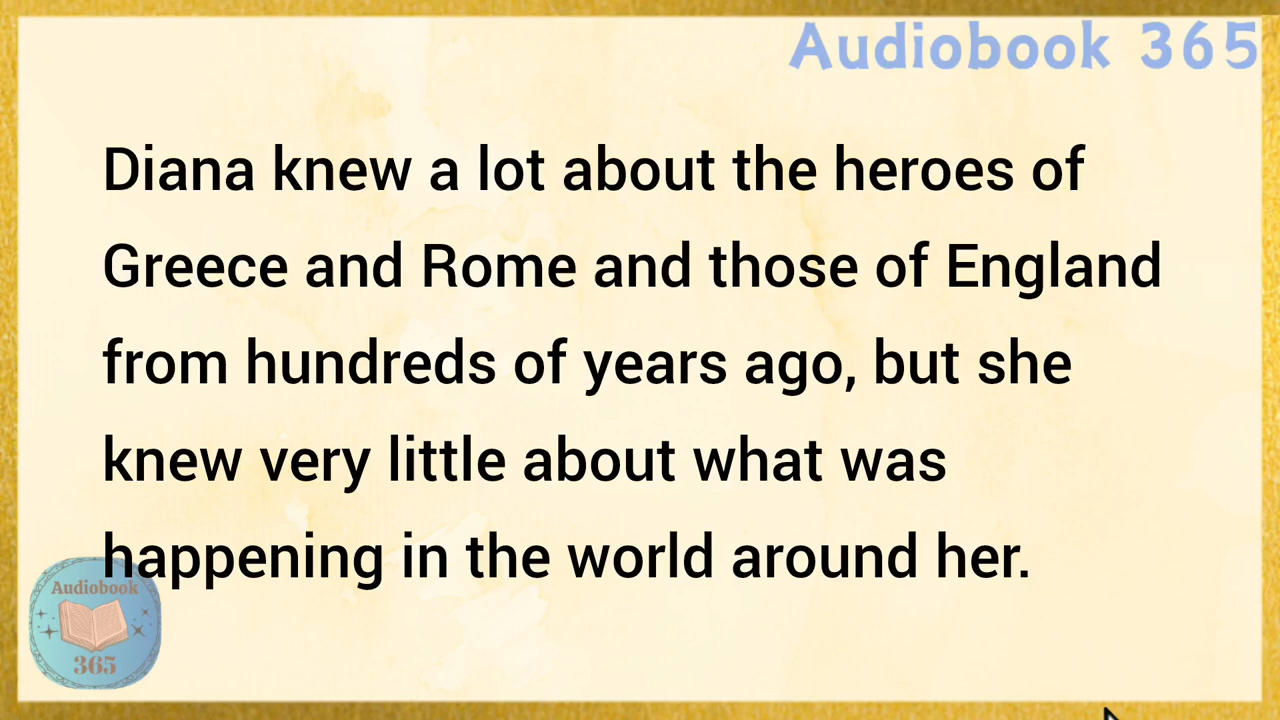 Audiobook 365
Diana knew a lot about the heroes of
Greece and Rome and those of England
from hundreds of years ago, but she
knew very little about what was
happening in the world around her.
Audiobook
365